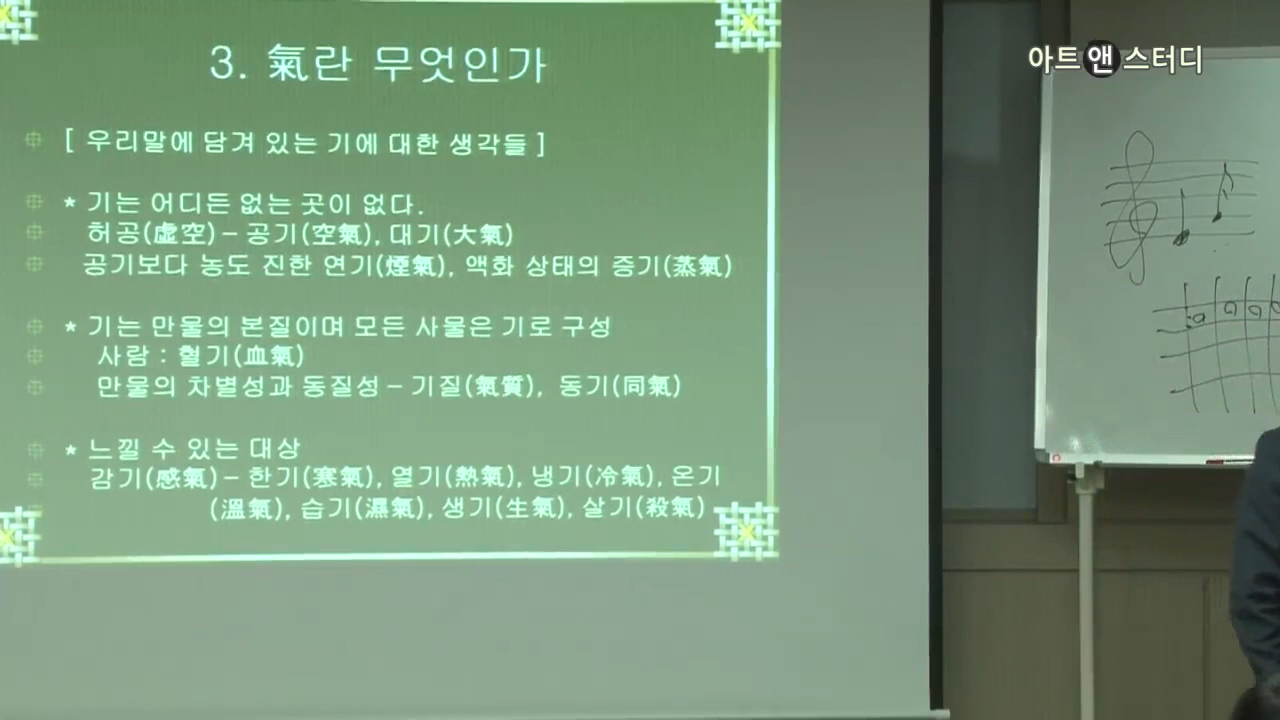 3. 氣란 무엇인가
[ 우리말에 담겨 있는 기에 대한 생각들 ]
* 기는 어디든 없는 곳이 없다.
허공(虛空) – 공기(空氣), 대기(大氣)
공기보다 농도 진한 연기(煙氣), 액화 상태의 증기(蒸氣)
* 기는 만물의 본질이며 모든 사물은 기로 구성
사람 : 혈기(血氣)
만물의 차별성과 동질성 – 기질(氣質), 동기(同氣)
* 느낄 수 있는 대상
감기(感氣) – 한기(寒氣), 열기(熱氣), 냉기(冷氣), 온기
(溫氣), 습기(濕氣), 생기(生氣), 살기(殺氣)
아트앤스터디